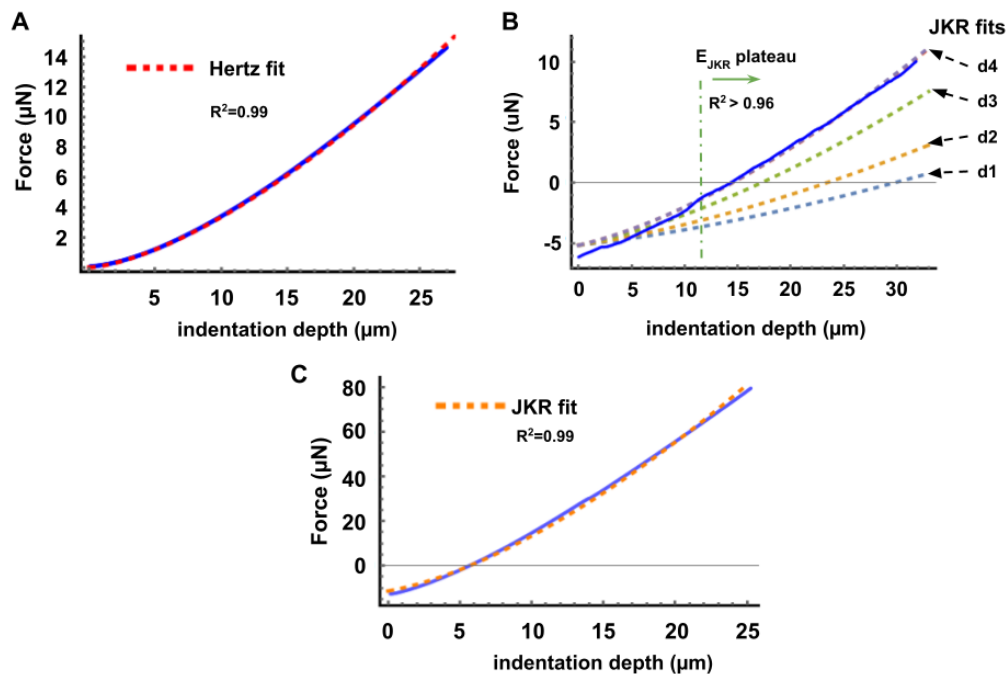 A
Hertz fit
R²=0.99
Force (μN)
14
12
10
8
6
4
2
5
10
15
20
25
indentation depth (μm)
B
JKR fits
E_JKR plateau
R² > 0.96
d4
d3
d2
d1
Force (uN)
10
5
0
-5
0
5
10
15
20
25
30
indentation depth (μm)
C
JKR fit
R²=0.99
Force (μN)
80
60
40
20
0
0
5
10
15
20
25
indentation depth (μm)